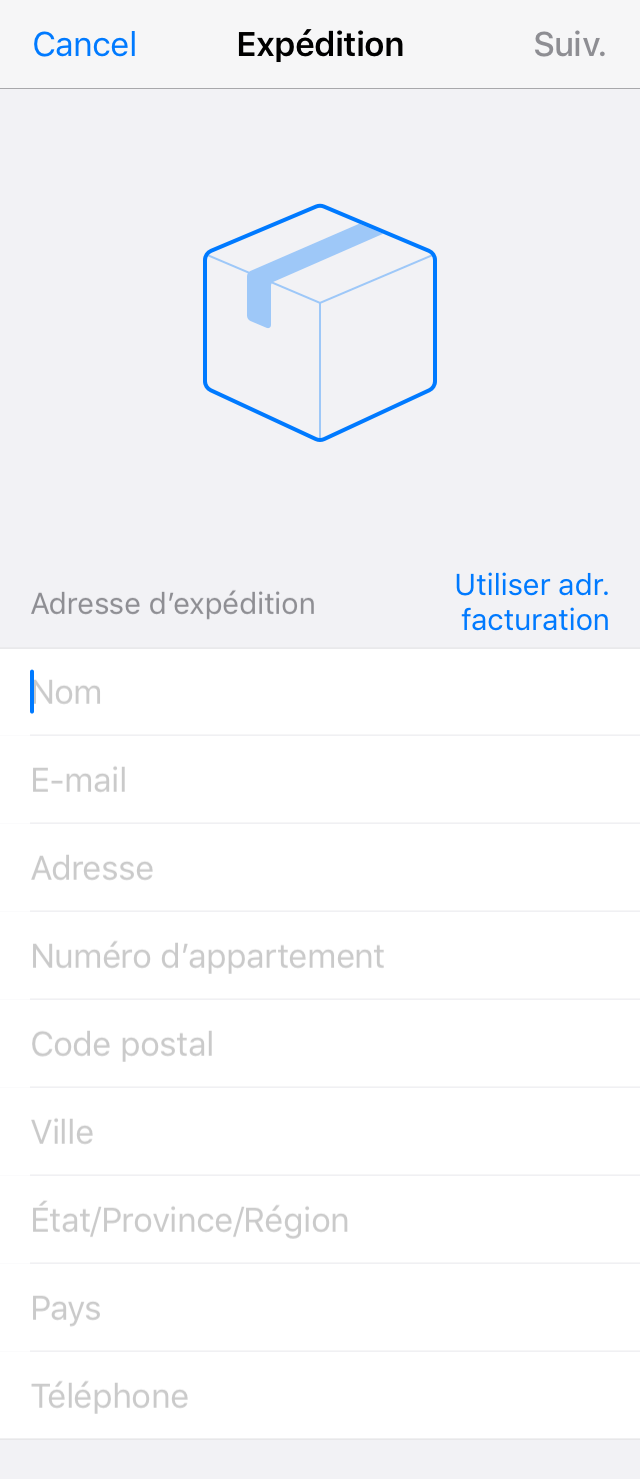 Cancel
Expédition
Suiv.
Adresse d’expédition
Utiliser adr.
facturation
Nom
E-mail
Adresse
Numéro d’appartement
Code postal
Ville
État/Province/Région
Pays
Téléphone